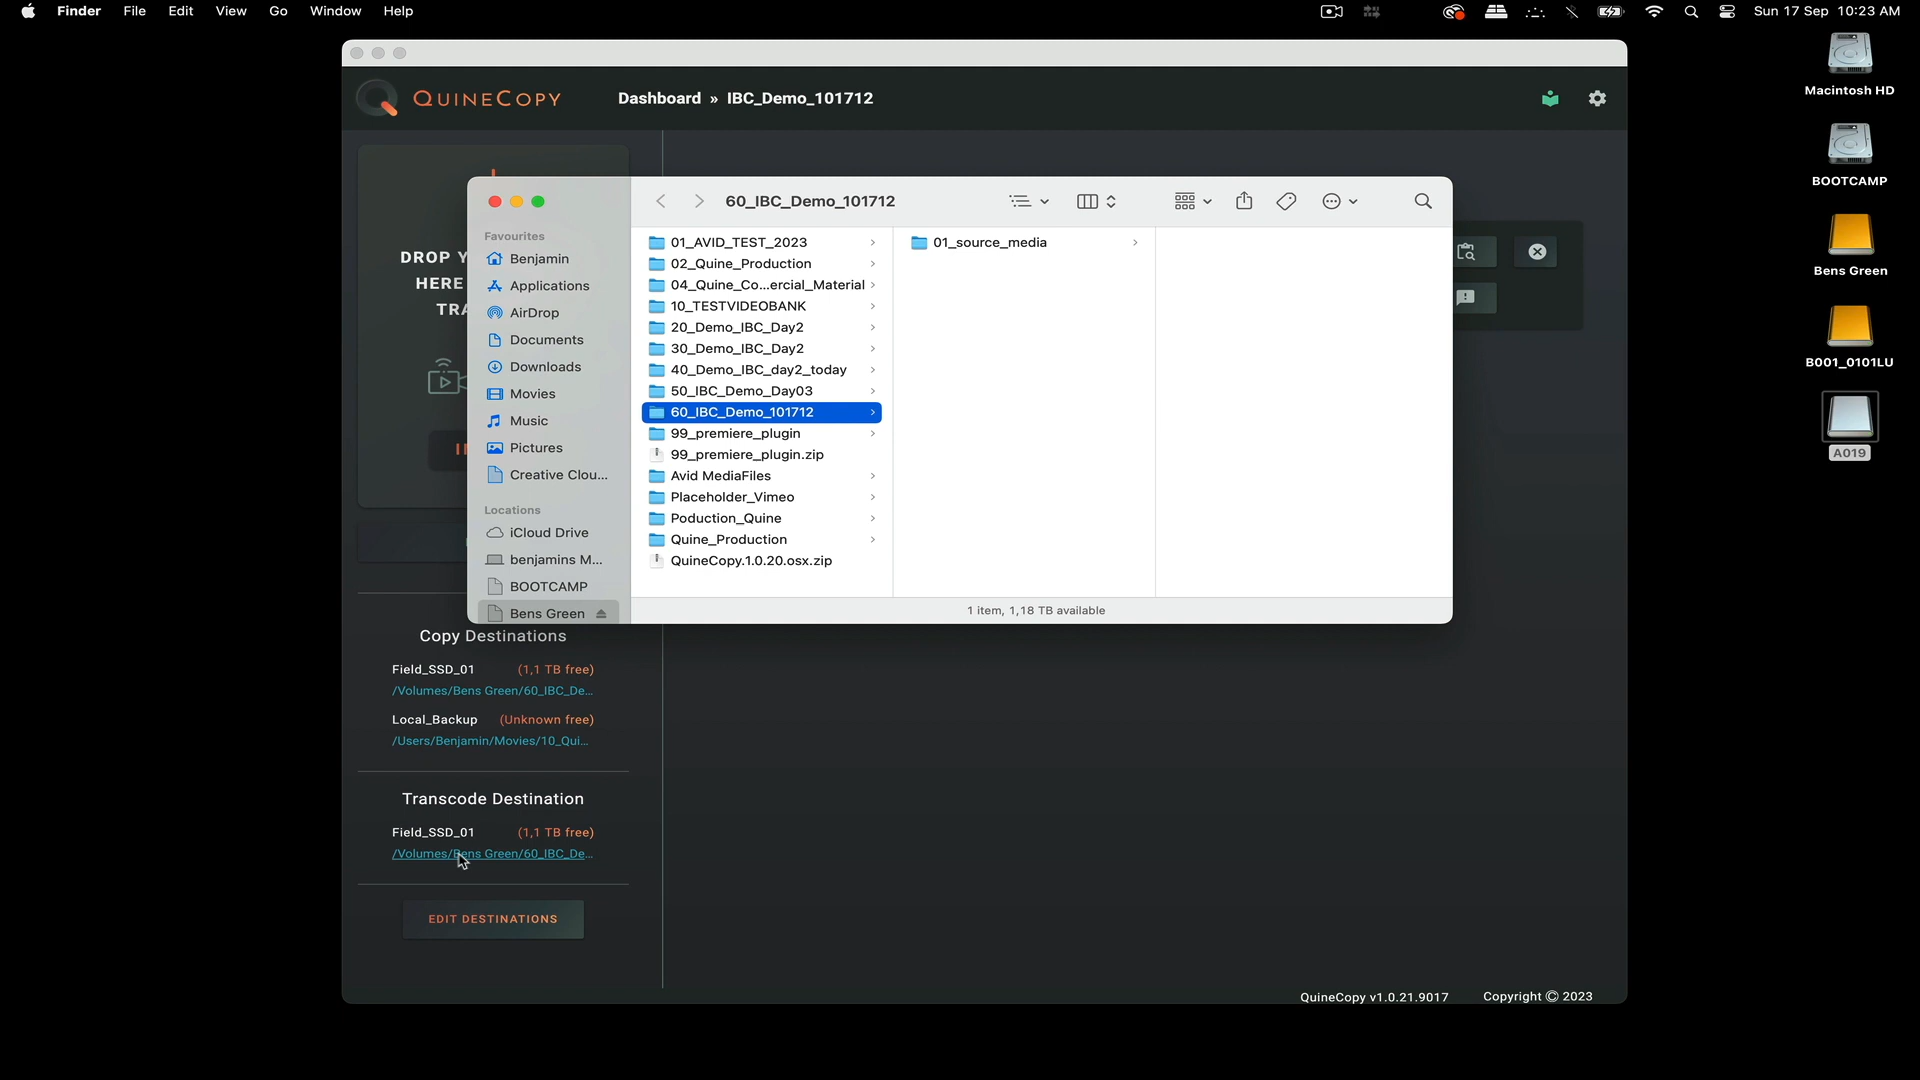 Finder File Edit View Go Window Help
Sun 17 Sep 10:23 AM
QUINECOPY
Dashboard » IBC_Demo_101712
Macintosh HD
BOOTCAMP
Bens Green
B001_0101LU
A019
DROP Y
HERE
TRA
60_IBC_Demo_101712
Favourites
Benjamin
Applications
AirDrop
Documents
Downloads
Movies
Music
Pictures
Creative Clou...
Locations
iCloud Drive
benjamins M...
BOOTCAMP
Bens Green
01_AVID_TEST_2023
02_Quine_Production
04_Quine_Co...ercial_Material
10_TESTVIDEOBANK
20_Demo_IBC_Day2
30_Demo_IBC_Day2
40_Demo_IBC_day2_today
50_IBC_Demo_Day03
60_IBC_Demo_101712
99_premiere_plugin
99_premiere_plugin.zip
Avid MediaFiles
Placeholder_Vimeo
Poduction_Quine
Quine_Production
QuineCopy.1.0.20.osx.zip
01_source_media
1 item, 1,18 TB available
Copy Destinations
Field_SSD_01 (1,1 TB free)
/Volumes/Bens Green/60_IBC_De...
Local_Backup (Unknown free)
/Users/Benjamin/Movies/10_Qui...
Transcode Destination
Field_SSD_01 (1,1 TB free)
/Volumes/Bens Green/60_IBC_De...
EDIT DESTINATIONS
QuineCopy v1.0.21.9017
Copyright © 2023